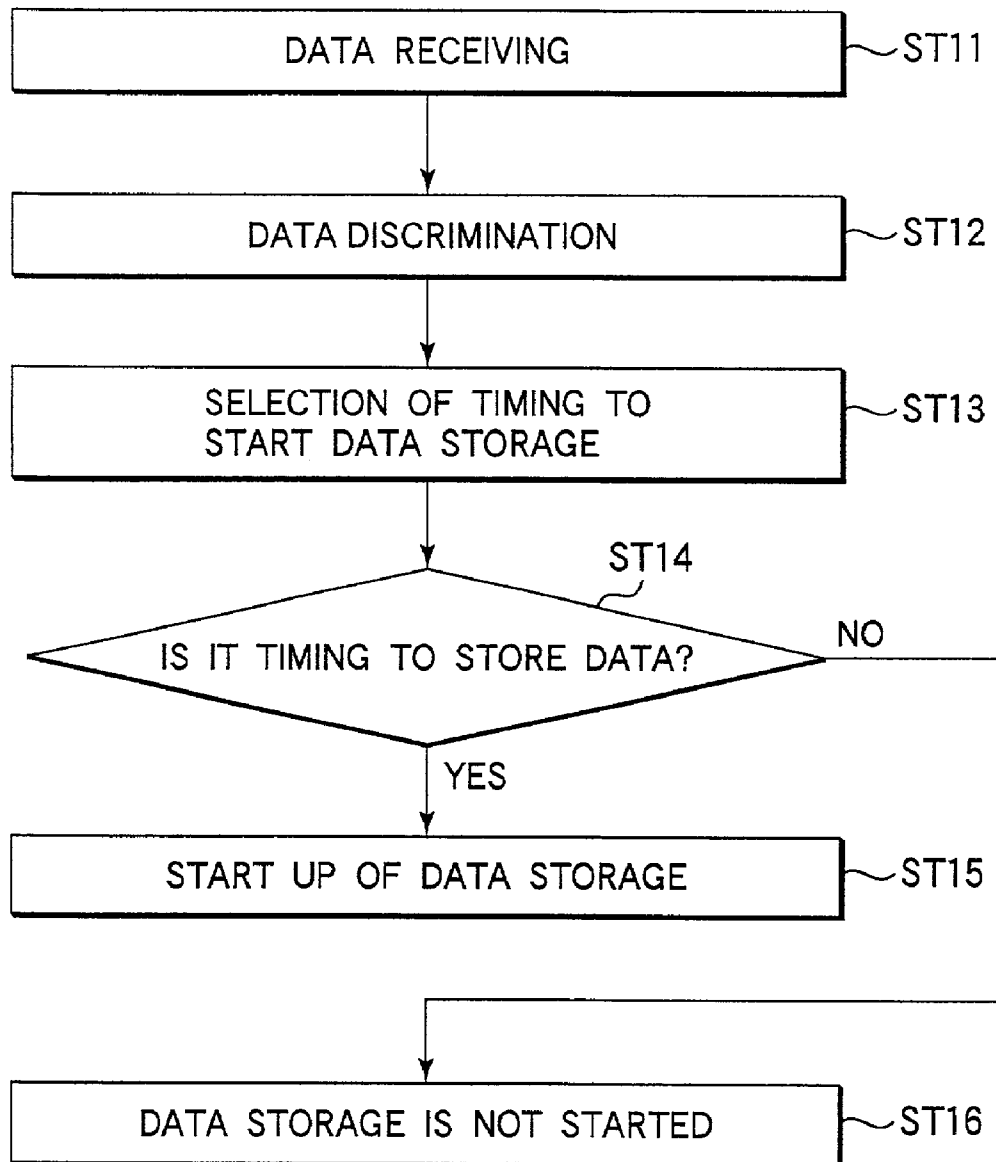 DATA RECEIVING
ST11
DATA DISCRIMINATION
ST12
SELECTION OF TIMING TO
START DATA STORAGE
ST13
ST14
IS IT TIMING TO STORE DATA?
NO
YES
START UP OF DATA STORAGE
ST15
DATA STORAGE IS NOT STARTED
ST16